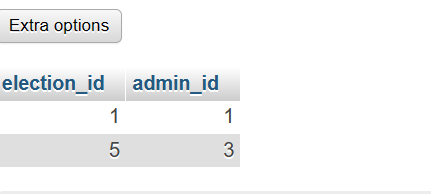 Extra options
election_id admin_id
1 1
5 3